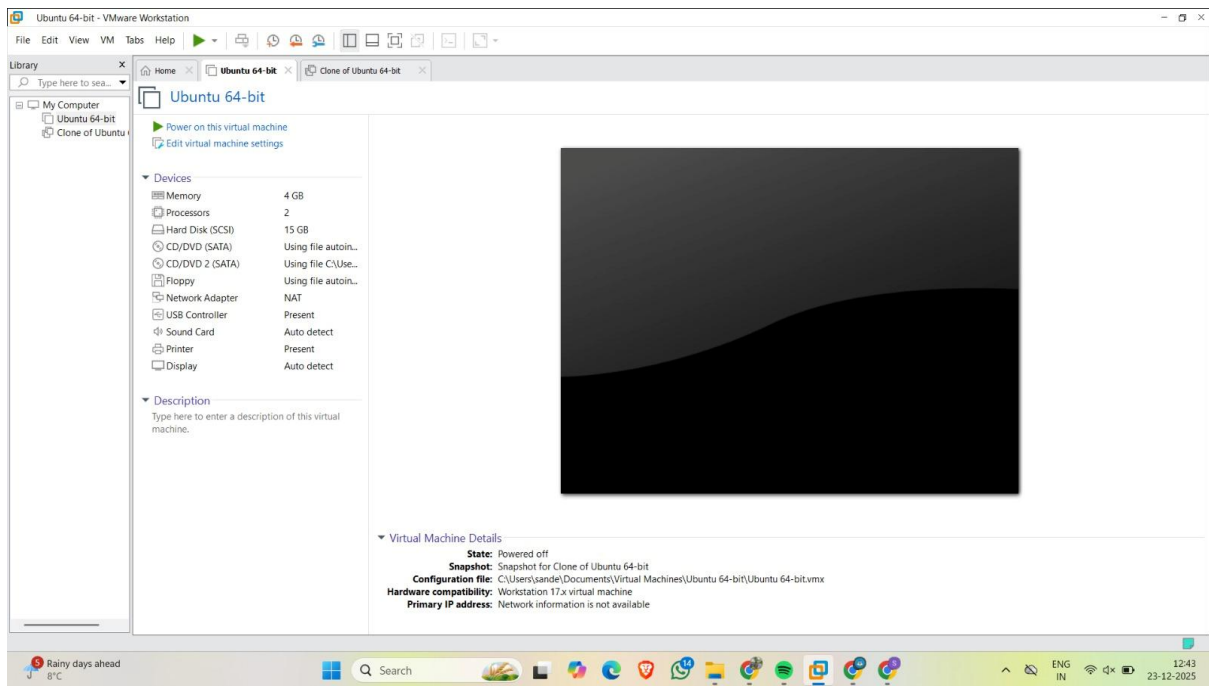 Ubuntu 64-bit - VMware Workstation
File Edit View VM Tabs Help
Library X
Type here to sea...
Home
Ubuntu 64-bit
Clone of Ubuntu 64-bit
My Computer
Ubuntu 64-bit
Clone of Ubuntu
Ubuntu 64-bit
Power on this virtual machine
Edit virtual machine settings
Devices
Memory 4 GB
Processors 2
Hard Disk (SCSI) 15 GB
CD/DVD (SATA) Using file autoin...
CD/DVD 2 (SATA) Using file C:\Use...
Floppy Using file autoin...
Network Adapter NAT
USB Controller Present
Sound Card Auto detect
Printer Present
Display Auto detect
Description
Type here to enter a description of this virtual
machine.
Virtual Machine Details
State: Powered off
Snapshot: Snapshot for Clone of Ubuntu 64-bit
Configuration file: C:\Users\sande\Documents\Virtual Machines\Ubuntu 64-bit\Ubuntu 64-bit.vmx
Hardware compatibility: Workstation 17.x virtual machine
Primary IP address: Network information is not available
5
Rainy days ahead
8°C
Search
14
ENG
IN
12:43
23-12-2025